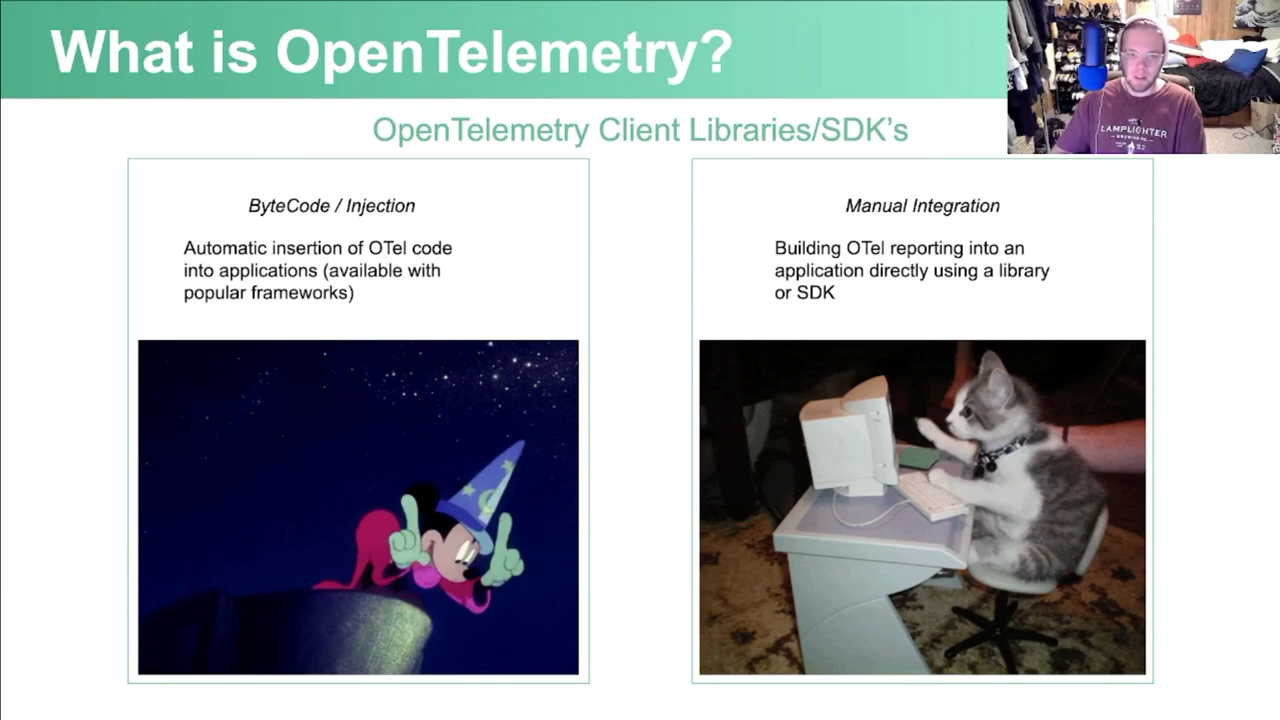 What is OpenTelemetry?
OpenTelemetry Client Libraries/SDK's
ByteCode / Injection
Automatic insertion of OTel code
into applications (available with
popular frameworks)
Manual Integration
Building OTel reporting into an
application directly using a library
or SDK
LAMPLIGHTER